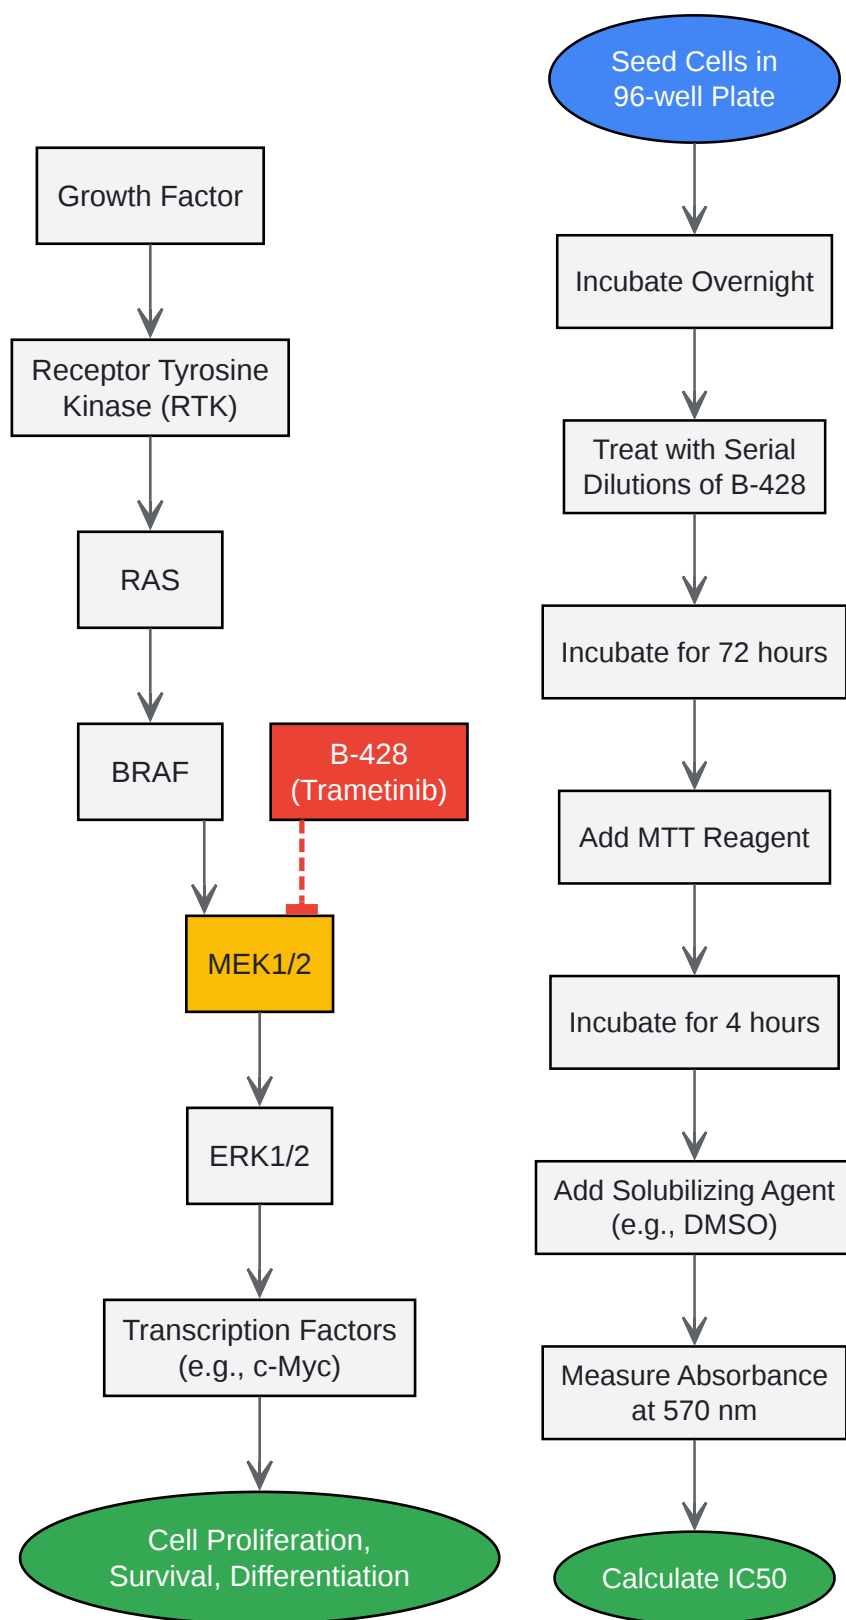 Growth Factor
Receptor Tyrosine
Kinase (RTK)
RAS
BRAF
B-428
(Trametinib)
MEK1/2
ERK1/2
Transcription Factors
(e.g., c-Myc)
Cell Proliferation,
Survival, Differentiation
Seed Cells in
96-well Plate
Incubate Overnight
Treat with Serial
Dilutions of B-428
Incubate for 72 hours
Add MTT Reagent
Incubate for 4 hours
Add Solubilizing Agent
(e.g., DMSO)
Measure Absorbance
at 570 nm
Calculate IC50